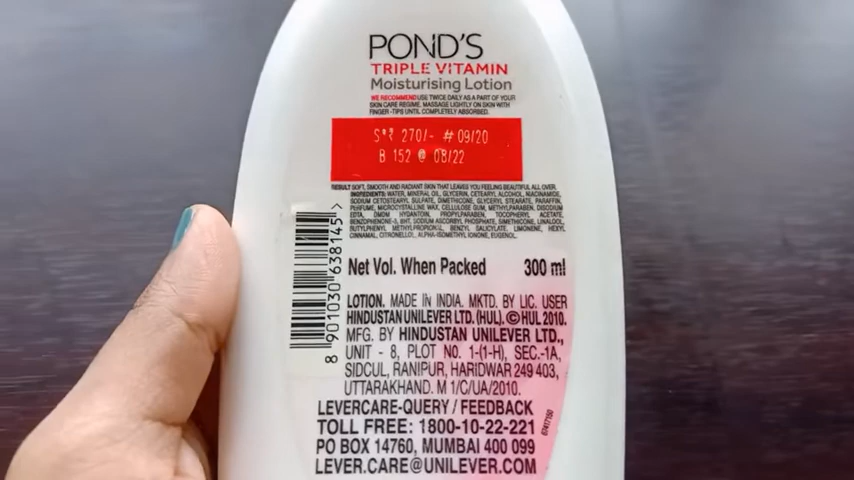 POND'S
TRIPLE VITAMIN
Moisturising Lotion
WE RECOMMEND USE TWICE DAILY AS A PART OF YOUR
SKIN CARE REGIME. MASSAGE LIGHTLY ON SKIN WITH
FINGER-TIPS UNTIL COMPLETELY ABSORBED.
S*₹ 270/- # 09/20
B 152 @ 08/22
RESULT SOFT, SMOOTH AND RADIANT SKIN THAT LEAVES YOU FEELING BEAUTIFUL ALL OVER.
INGREDIENTS: WATER, MINERAL OIL, GLYCERIN, CETEARYL ALCOHOL, NIACINAMIDE,
SODIUM CETOSTEARYL SULFATE, DIMETHICONE, GLYCERYL STEARATE, PARAFFIN,
PERFUME, MICROCRYSTALLINE WAX, CELLULOSE GUM, METHYLPARABEN, DISODIUM
EDTA, DMDM HYDANTOIN, PROPYLPARABEN, TOCOPHERYL ACETATE,
BENZOPHENONE-3, BHT, SODIUM ASCORBYL PHOSPHATE, SIMETHICONE, LINALOOL,
BUTYLPHENYL METHYLPROPIONAL, BENZYL SALICYLATE, LIMONENE, HEXYL
CINNAMAL, CITRONELLOL, ALPHA-ISOMETHYL IONONE, EUGENOL.
8 901030 638145 >
Net Vol. When Packed 300 ml
LOTION. MADE IN INDIA. MKTD. BY LIC. USER
HINDUSTAN UNILEVER LTD. (HUL). © HUL 2010.
MFG. BY HINDUSTAN UNILEVER LTD.,
UNIT - 8, PLOT NO. 1-(1-H), SEC.-1A,
SIDCUL, RANIPUR, HARIDWAR 249 403,
UTTARAKHAND. M 1/C/UA/2010.
LEVERCARE-QUERY / FEEDBACK
TOLL FREE: 1800-10-22-221
PO BOX 14760, MUMBAI 400 099
LEVER.CARE@UNILEVER.COM